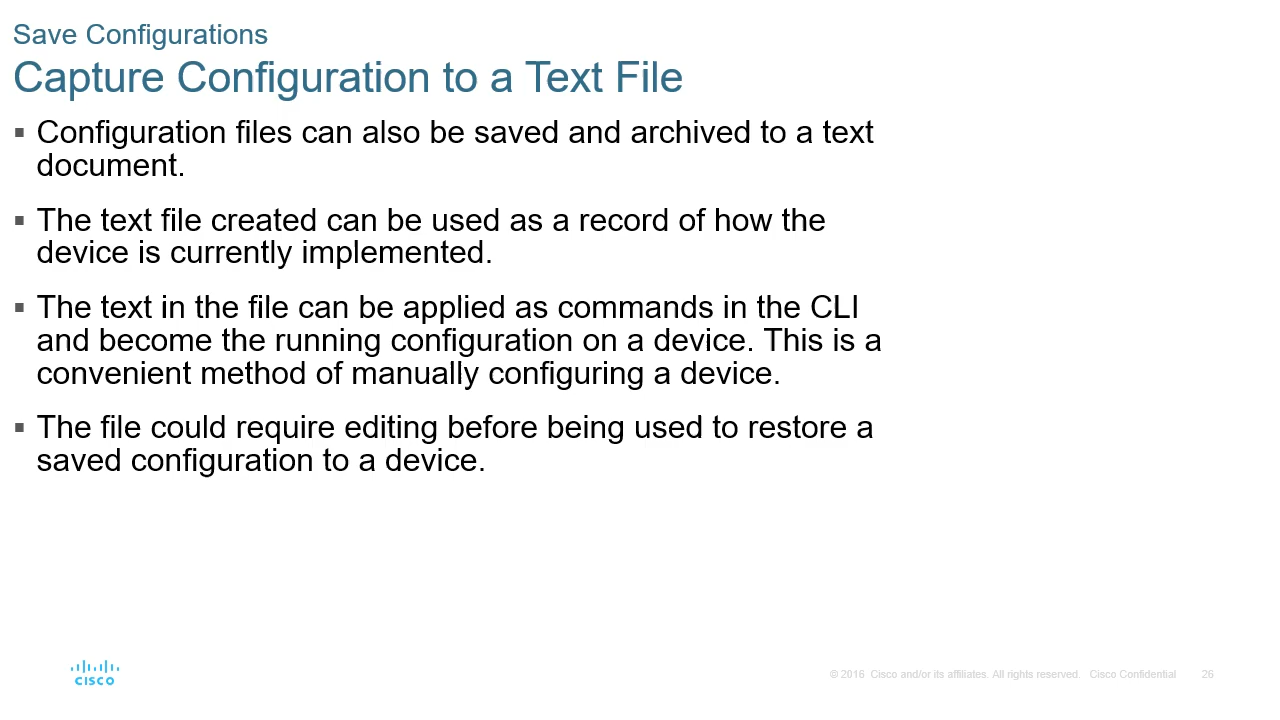 Save Configurations
Capture Configuration to a Text File
▪ Configuration files can also be saved and archived to a text
document.
▪ The text file created can be used as a record of how the
device is currently implemented.
▪ The text in the file can be applied as commands in the CLI
and become the running configuration on a device. This is a
convenient method of manually configuring a device.
▪ The file could require editing before being used to restore a
saved configuration to a device.
CISCO
© 2016 Cisco and/or its affiliates. All rights reserved. Cisco Confidential 26